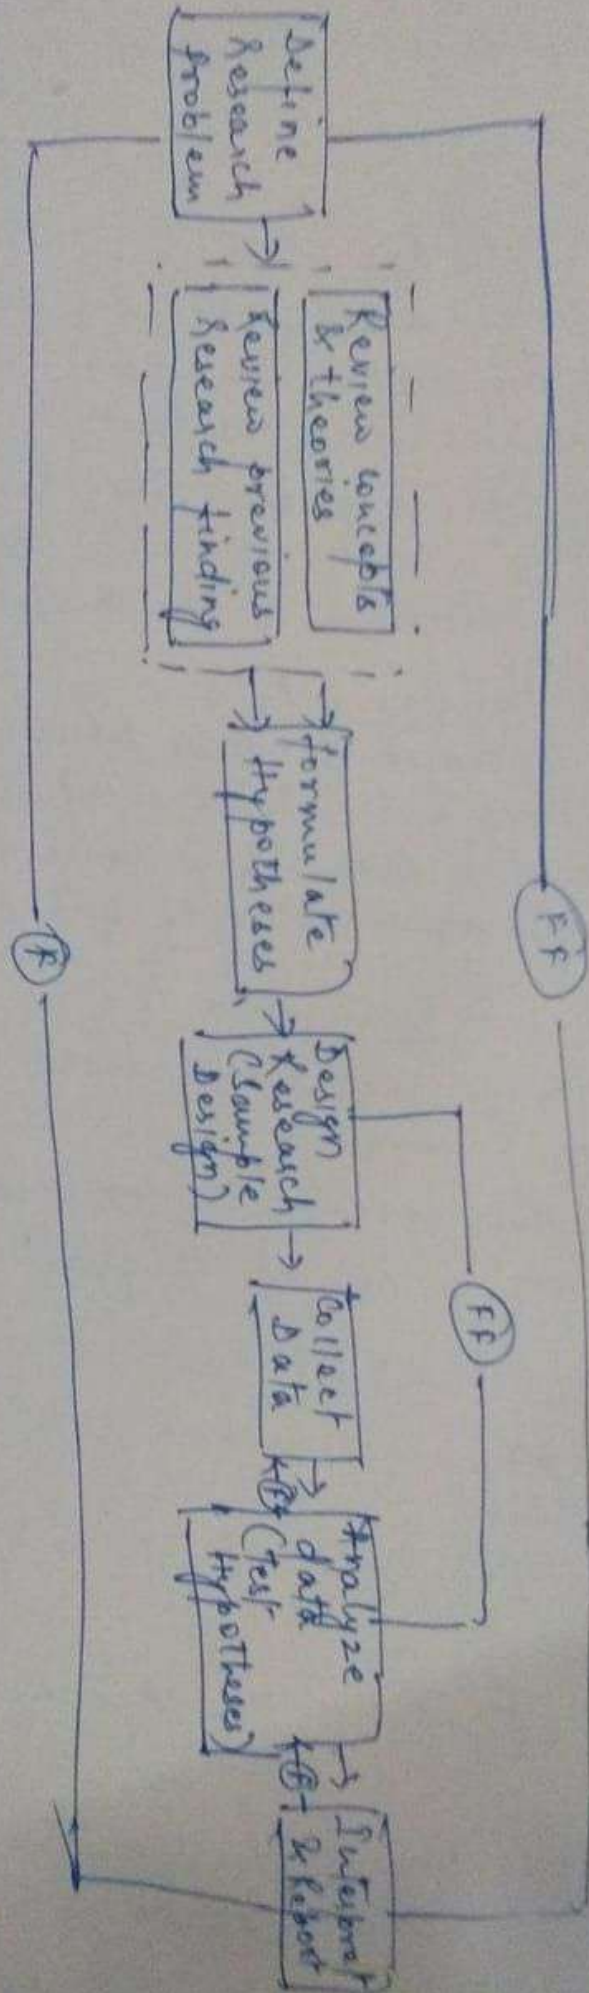 FF
Define
Research
Problem
Review concepts
& theories
Review previous
Research finding
Formulate
Hypotheses
Design
Research
(Sample
Design)
FF
Collect
Data
F
Analyze
data
(Test
Hypotheses)
F
Interpret
& Report
F